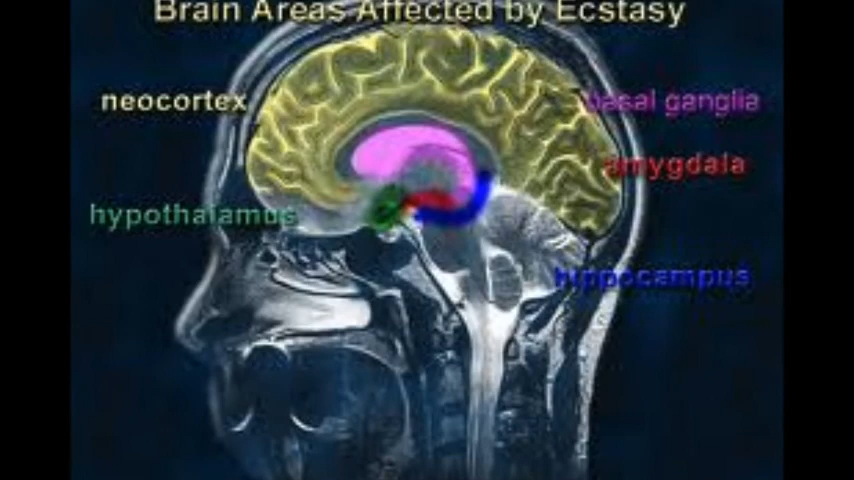 Brain Areas Affected by Ecstasy
neocortex
basal ganglia
amygdala
hypothalamus
hippocampus